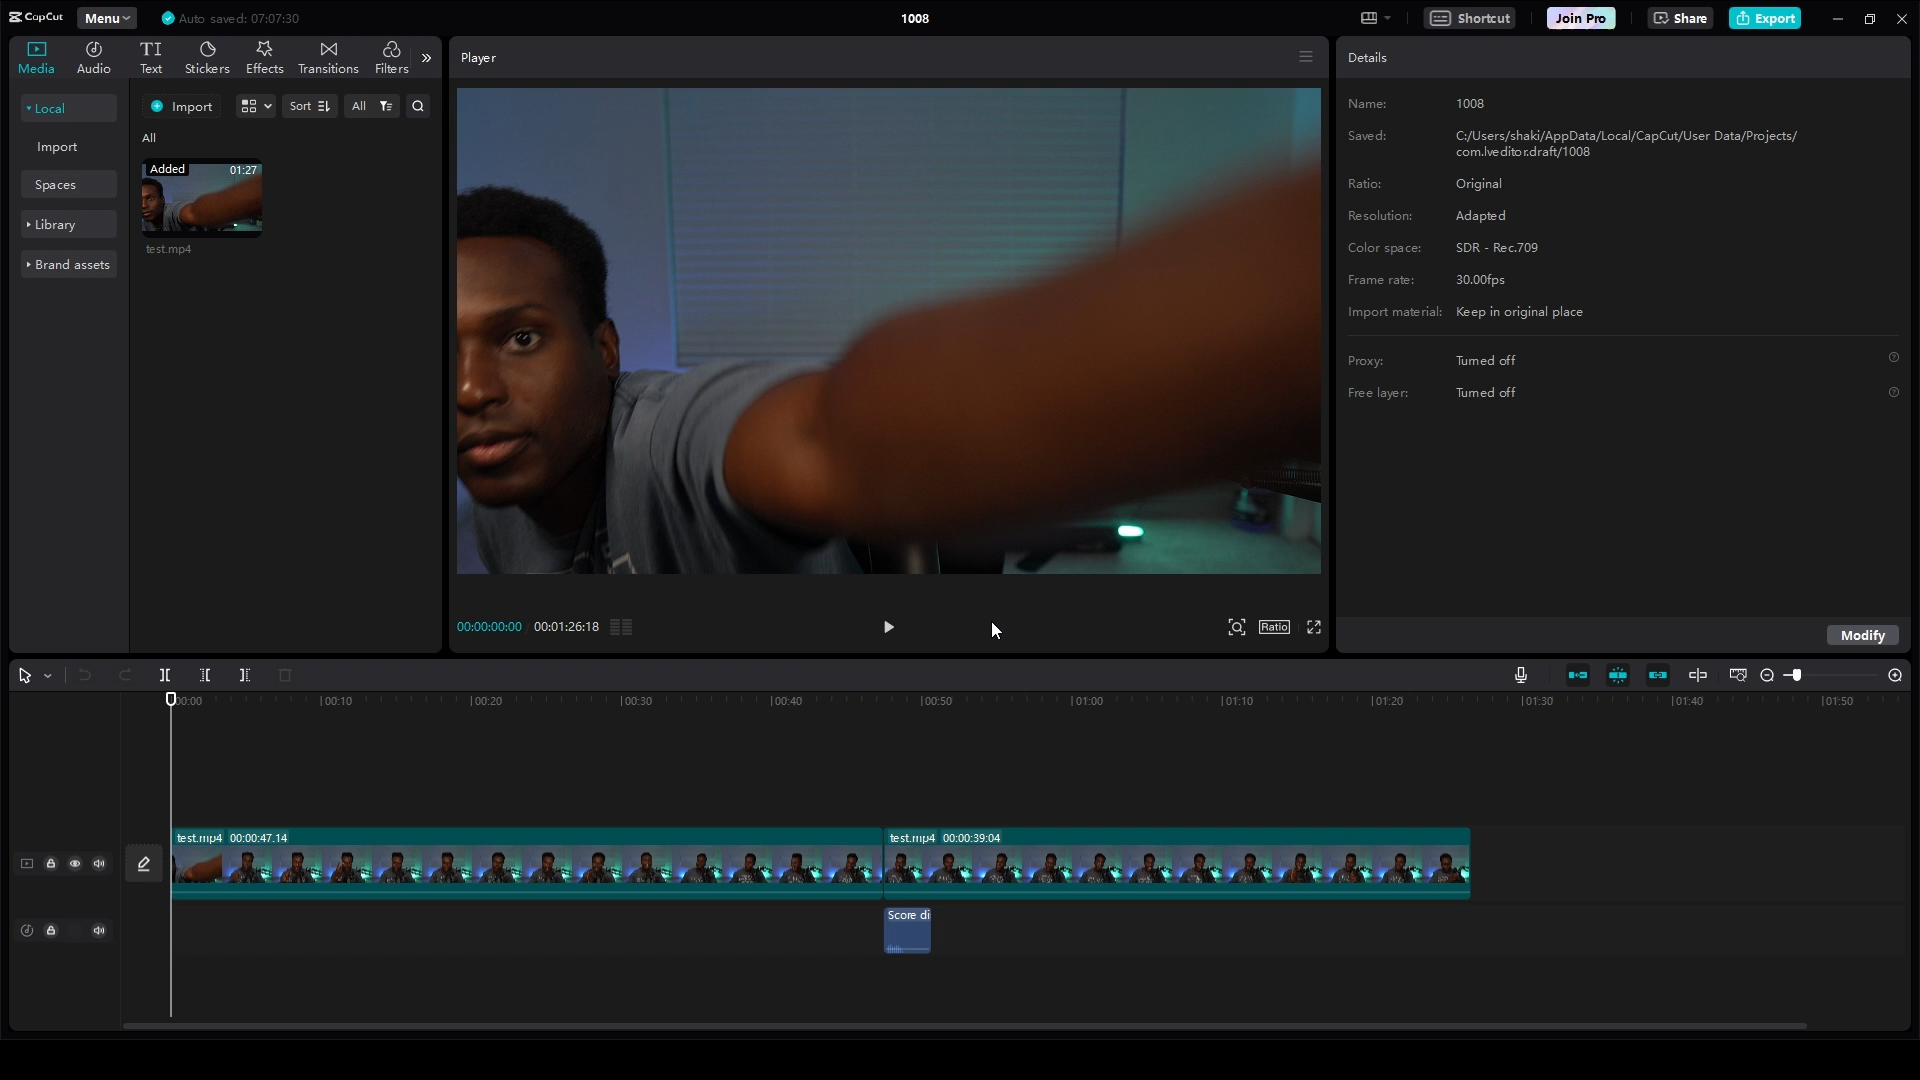 CapCut
Menu
Auto saved: 07:07:30
1008
Shortcut
Join Pro
Share
Export
Media
Audio
TI
Text
Stickers
Effects
Transitions
Filters
Player
Details
Local
Import
Spaces
Library
Brand assets
Import
Sort
All
All
Added
01:27
test.mp4
Name:
1008
Saved:
C:/Users/shaki/AppData/Local/CapCut/User Data/Projects/
com.lveditor.draft/1008
Ratio:
Original
Resolution:
Adapted
Color space:
SDR - Rec.709
Frame rate:
30.00fps
Import material:
Keep in original place
Proxy:
Turned off
Free layer:
Turned off
00:00:00:00
00:01:26:18
Ratio
Modify
00:00
00:10
00:20
00:30
00:40
00:50
01:00
01:10
01:20
01:30
01:40
01:50
test.mp4 00:00:47:14
test.mp4 00:00:39:04
Score di